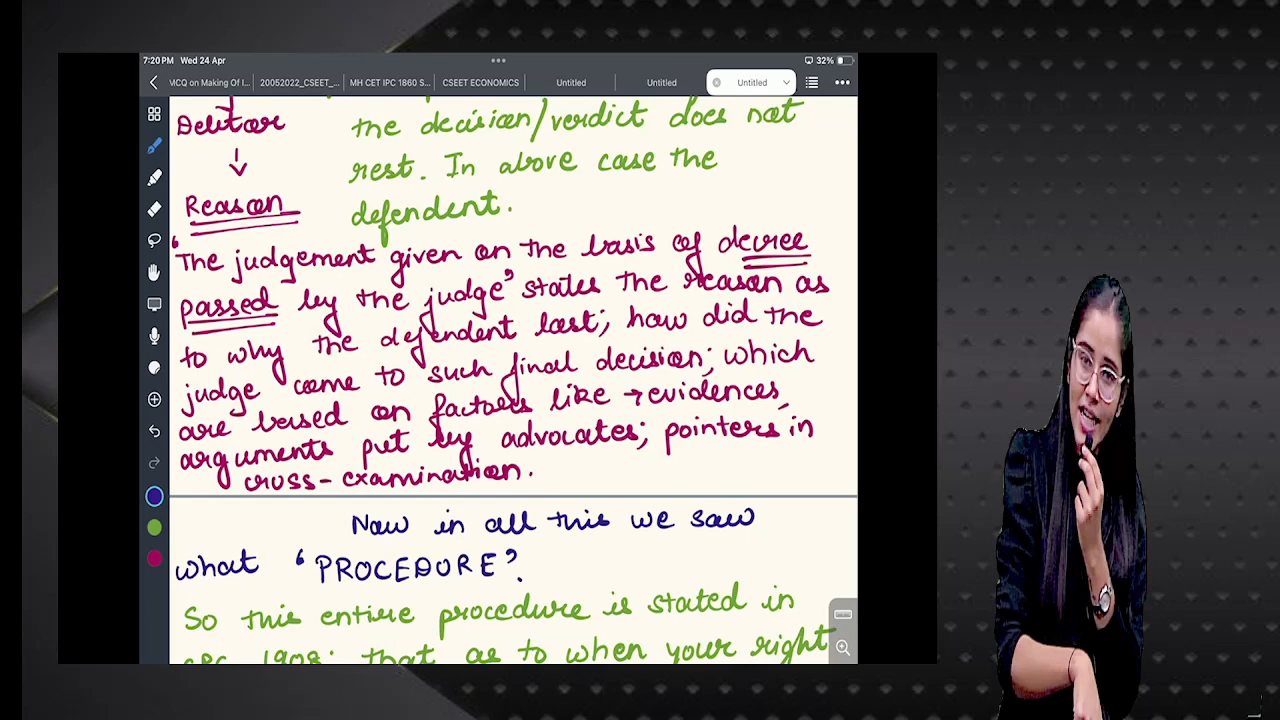 7:20 PM Wed 24 Apr
32%
MCQ on Making Of I...
20052022_CSEET_...
MH CET IPC 1860 S...
CSEET ECONOMICS
Untitled
Untitled
Untitled
Debtor
the decision/verdict does not
rest. In above case the
defendent.
↓
Reason
'The judgement given on the basis of decree
passed by the judge' states the reason as
to why the defendent lost; how did the
judge came to such final decision; which
are based on factors like → evidences,
arguments put by advocates; pointers in
cross-examination.
Now in all this we saw
what 'PROCEDURE?
So this entire procedure is stated in
CPC 1908; that as to when your right